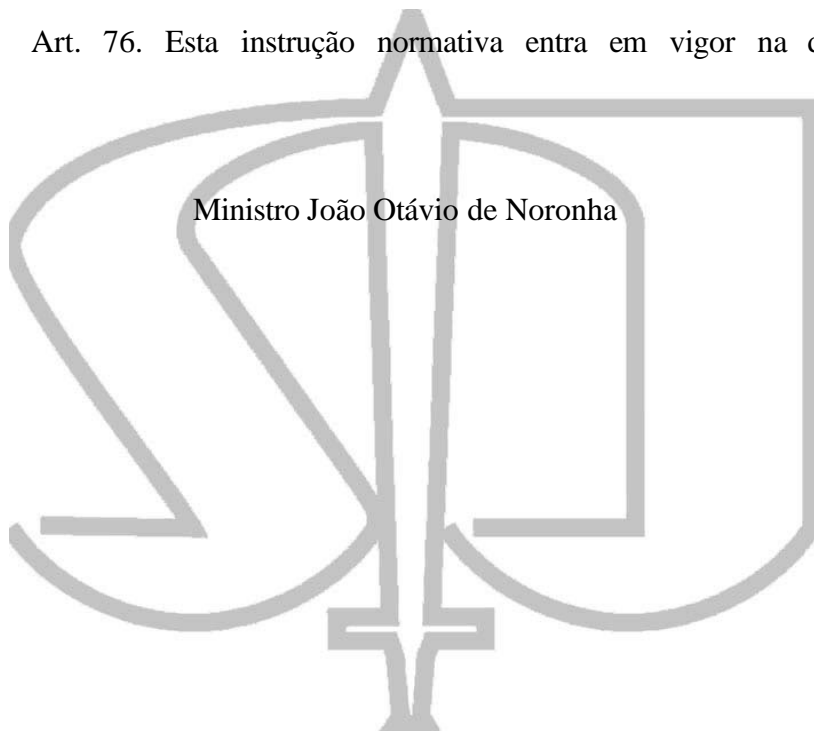 Art. 76. Esta instrução normativa entra em vigor na
Ministro João Otávio de Noronha